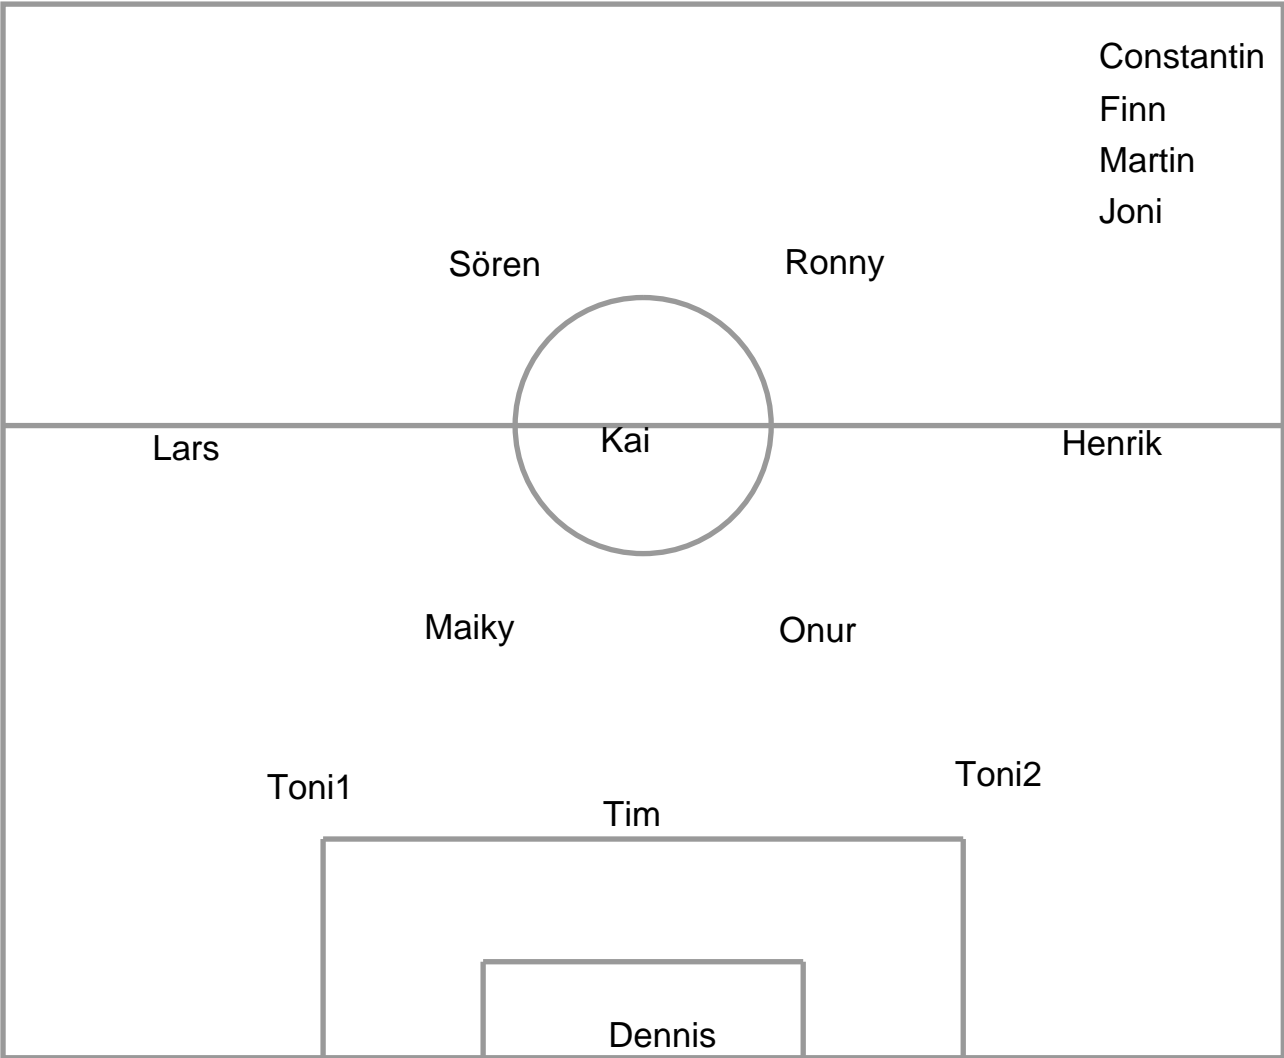 Constantin
Finn
Martin
Joni
Sören
Ronny
Lars
Kai
Henrik
Maiky
Onur
Toni1
Toni2
Tim
Dennis